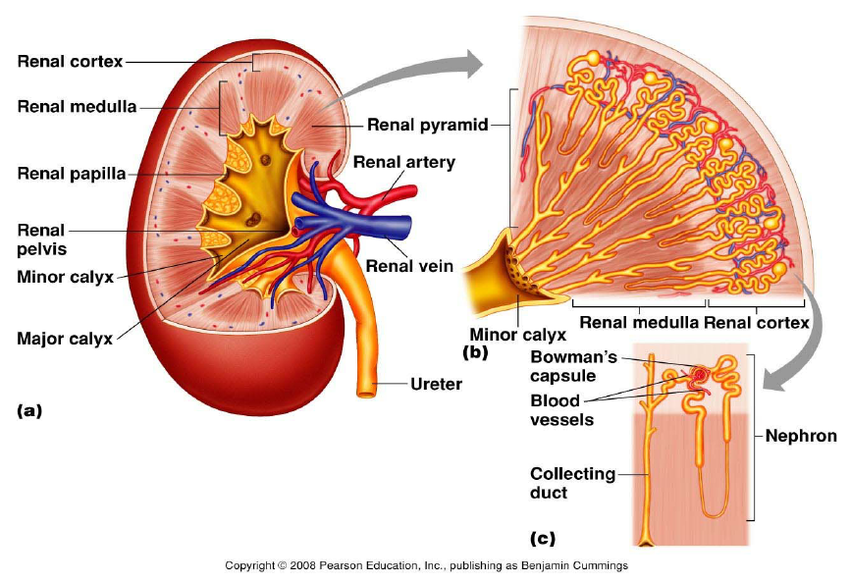 Renal cortex
Renal medulla
Renal papilla
Renal
pelvis
Minor calyx
Major calyx
Renal pyramid
Renal artery
Renal vein
Ureter
(a)
Minor calyx
Renal medulla
Renal cortex
(b)
Bowman's
capsule
Blood
vessels
Nephron
Collecting
duct
(c)
Copyright © 2008 Pearson Education, Inc., publishing as Benjamin Cummings